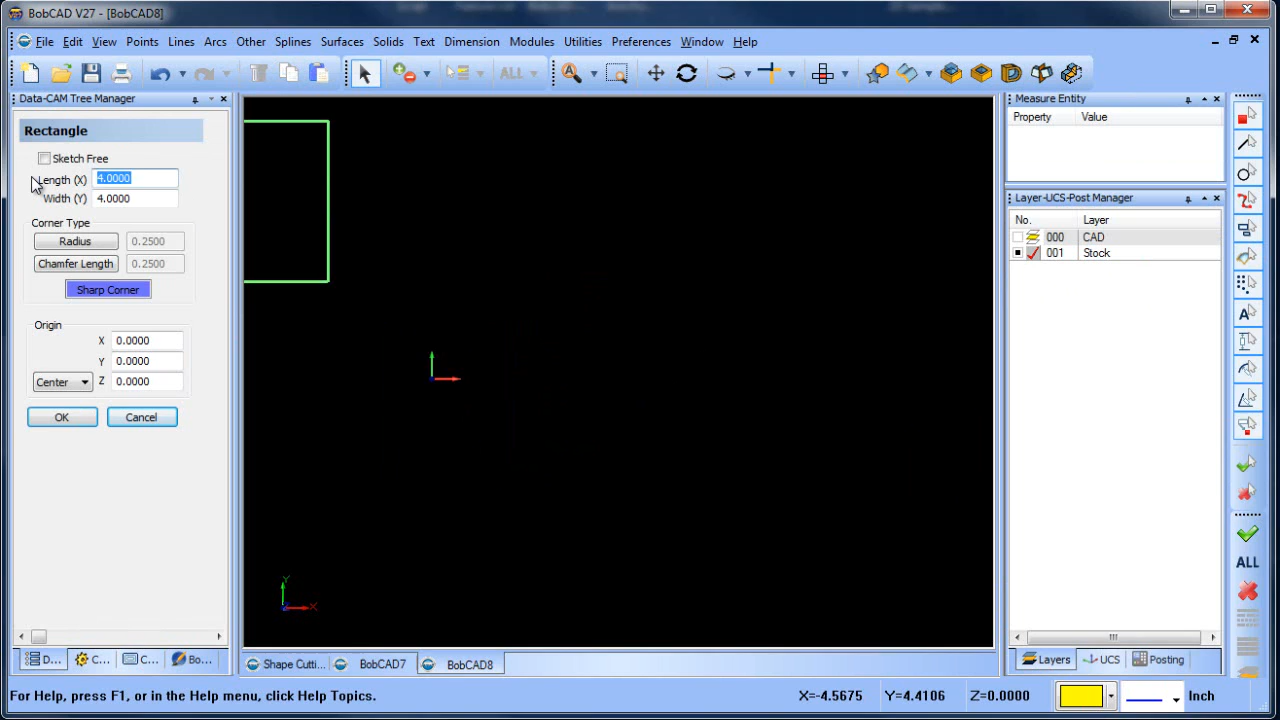 BobCAD V27 - [BobCAD8]
File Edit View Points Lines Arcs Other Splines Surfaces Solids Text Dimension Modules Utilities Preferences Window Help
ALL
Data-CAM Tree Manager
Rectangle
Sketch Free
Length (X) 4.0000
Width (Y) 4.0000
Corner Type
Radius 0.2500
Chamfer Length 0.2500
Sharp Corner
Origin
X 0.0000
Y 0.0000
Center Z 0.0000
OK Cancel
D... C... C... Bo...
Y
X
Shape Cutti... BobCAD7 BobCAD8
Measure Entity
Property Value
Layer-UCS-Post Manager
No. Layer
000 CAD
001 Stock
Layers UCS Posting
A
ALL
For Help, press F1, or in the Help menu, click Help Topics.
X=-4.5675 Y=4.4106 Z=0.0000 Inch